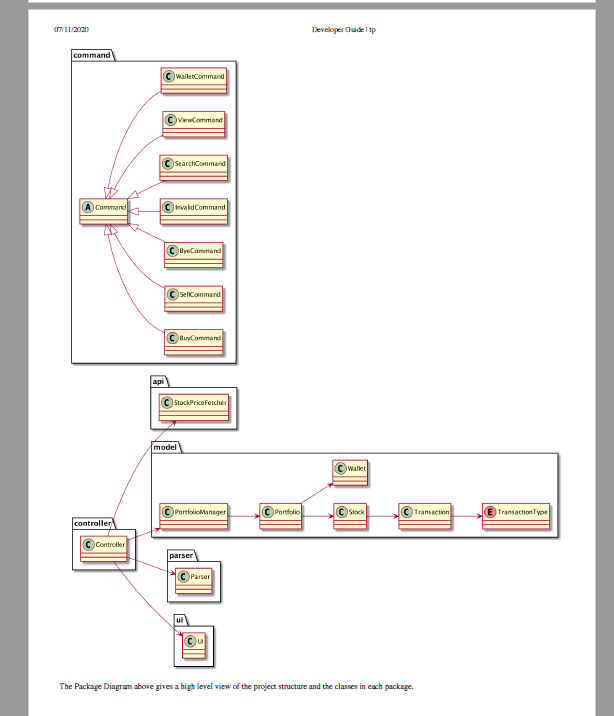 07/11/2020 Developer Guide | tp
command
C WalletCommand
C ViewCommand
C SearchCommand
A Command
C InvalidCommand
C ByeCommand
C SellCommand
C BuyCommand
api
C StockPriceFetcher
model
C Wallet
C PortfolioManager
C Portfolio
C Stock
C Transaction
E TransactionType
controller
C Controller
parser
C Parser
ui
C Ui
The Package Diagram above gives a high level view of the project structure and the classes in each package.